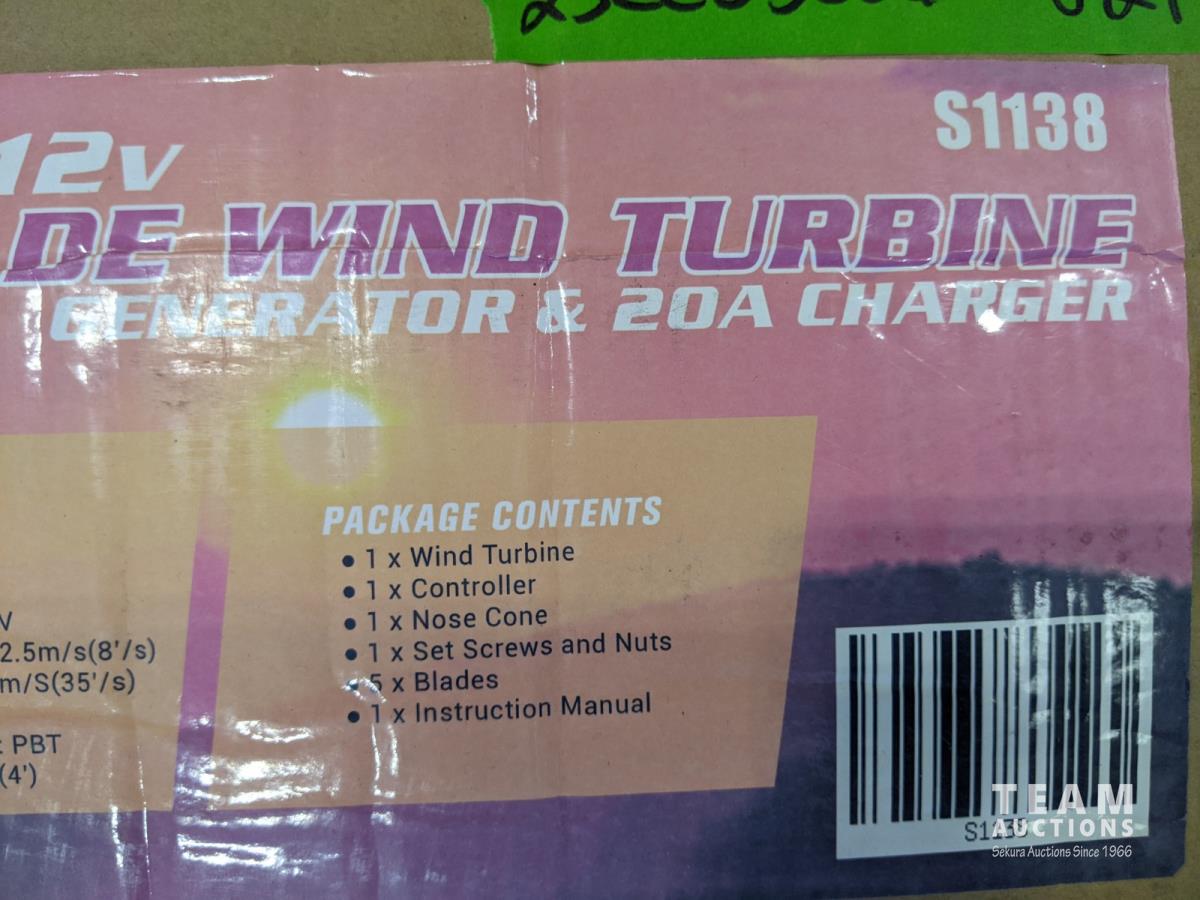 S1138
12V
DE WIND TURBINE
GENERATOR & 20A CHARGER
PACKAGE CONTENTS
• 1 x Wind Turbine
• 1 x Controller
• 1 x Nose Cone
• 1 x Set Screws and Nuts
• 5 x Blades
• 1 x Instruction Manual
V
2.5m/s(8'/s)
m/S(35'/s)
: PBT
(4')
S1138
TEAM
AUCTIONS
Sekura Auctions Since 1966